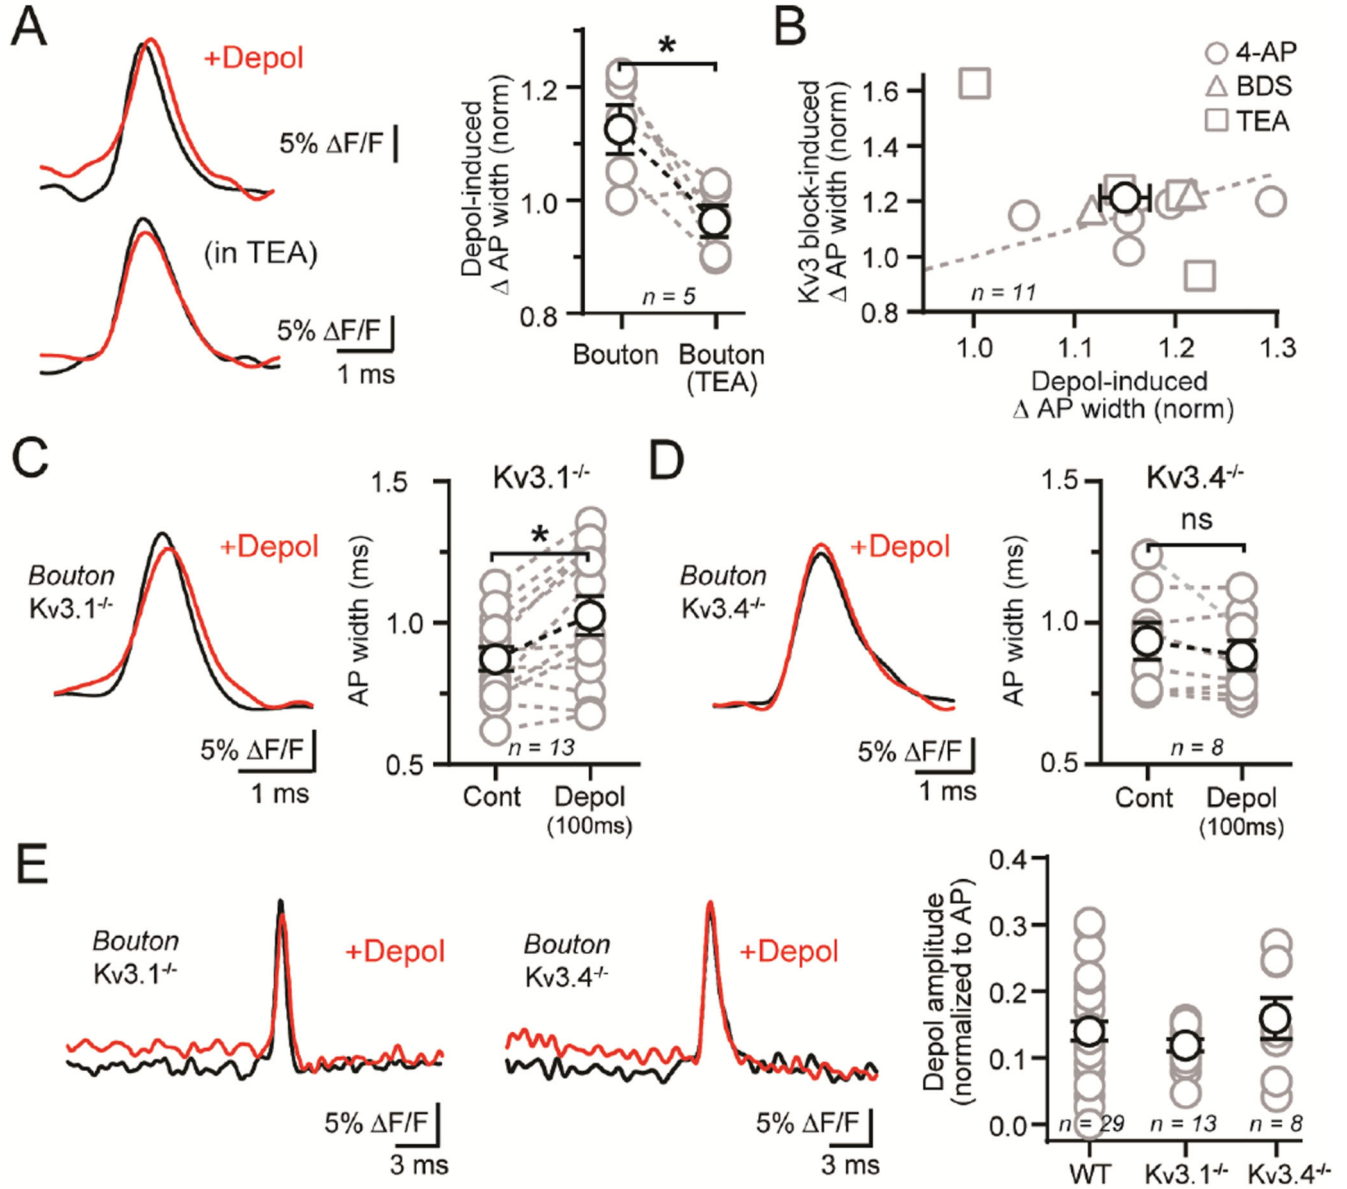 A
+Depol
5% ΔF/F
(in TEA)
5% ΔF/F
1 ms
Depol-induced
Δ AP width (norm)
1.2
1.0
0.8
*
n = 5
Bouton
Bouton
(TEA)
B
4-AP
BDS
TEA
Kv3 block-induced
Δ AP width (norm)
1.6
1.4
1.2
1.0
0.8
n = 11
1.0
1.1
1.2
1.3
Depol-induced
Δ AP width (norm)
C
Bouton
Kv3.1-/-
+Depol
5% ΔF/F
1 ms
Kv3.1-/-
AP width (ms)
1.5
1.0
0.5
*
n = 13
Cont
Depol
(100ms)
D
Bouton
Kv3.4-/-
+Depol
5% ΔF/F
1 ms
Kv3.4-/-
AP width (ms)
1.5
1.0
0.5
ns
n = 8
Cont
Depol
(100ms)
E
Bouton
Kv3.1-/-
+Depol
5% ΔF/F
3 ms
Bouton
Kv3.4-/-
+Depol
5% ΔF/F
3 ms
Depol amplitude
(normalized to AP)
0.4
0.3
0.2
0.1
0.0
n = 29
n = 13
n = 8
WT
Kv3.1-/-
Kv3.4-/-